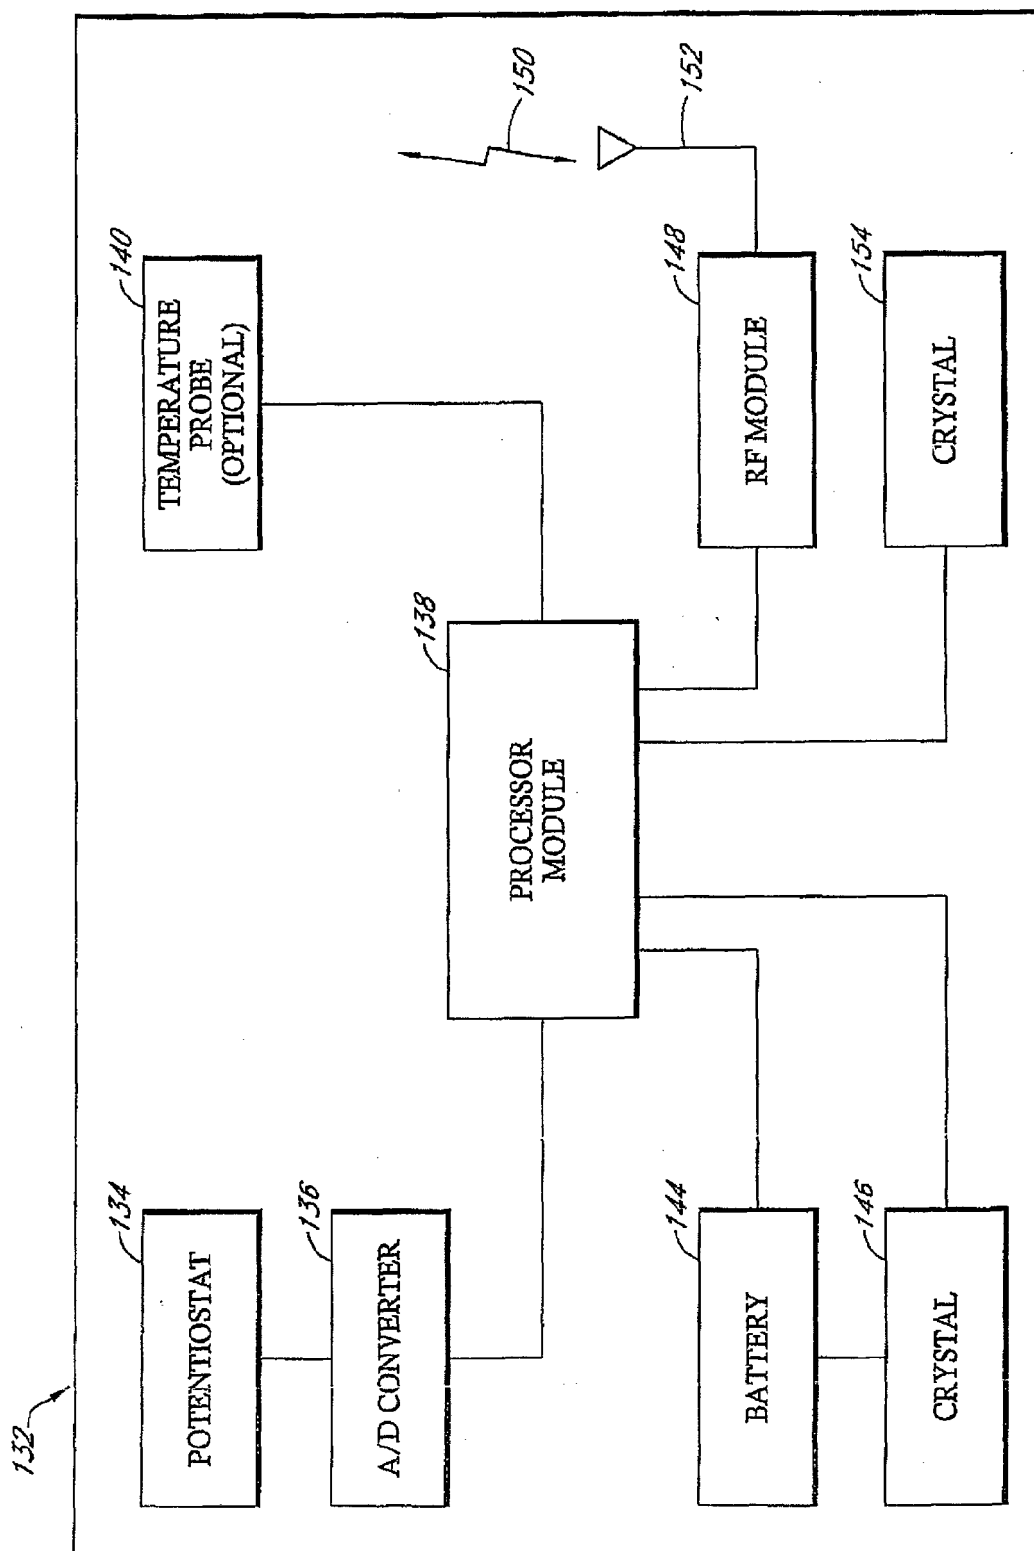 132
134
POTENTIOSTAT
136
A/D CONVERTER
138
PROCESSOR
MODULE
140
TEMPERATURE
PROBE
(OPTIONAL)
144
BATTERY
146
CRYSTAL
148
RF MODULE
150
152
154
CRYSTAL